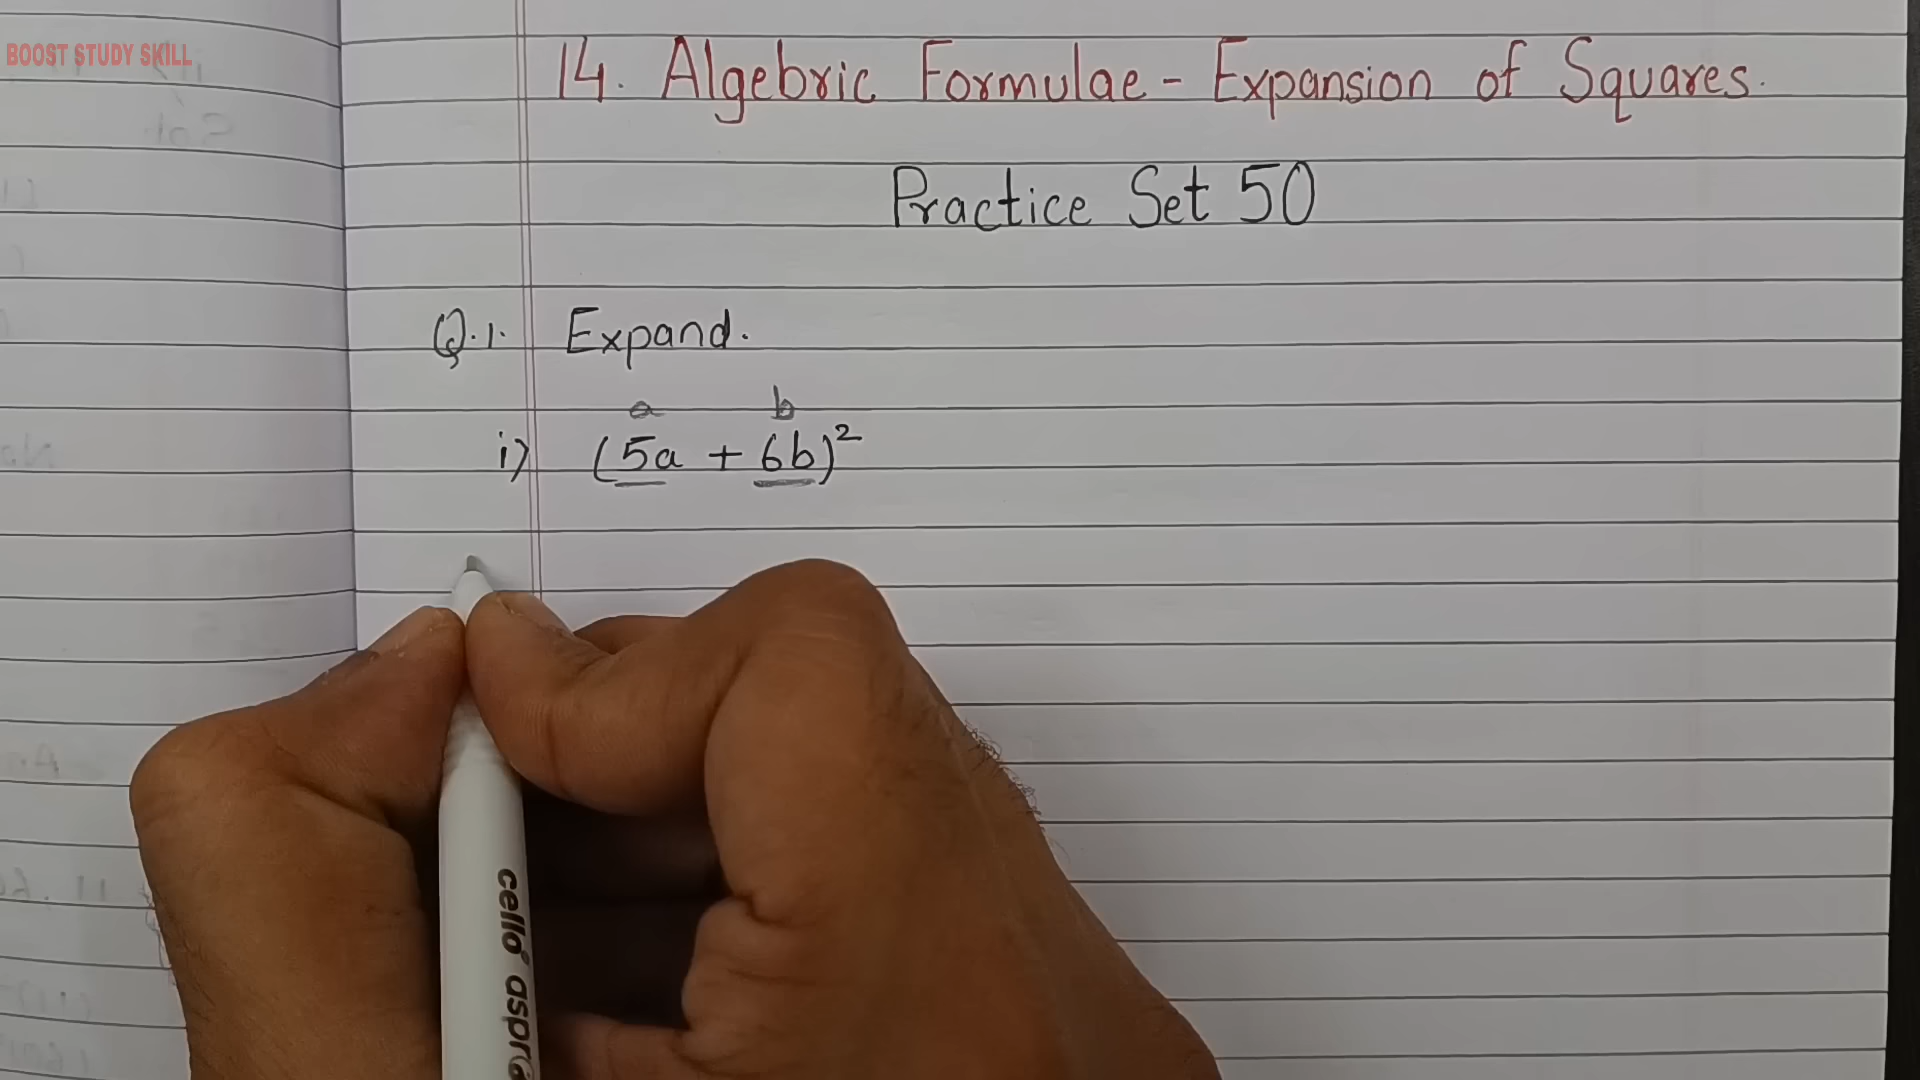 BOOST STUDY SKILL
14. Algebric Formulae - Expansion of Squares.
Practice Set 50
Q.1. Expand.
a b
i) (5a + 6b)²
cello aspr